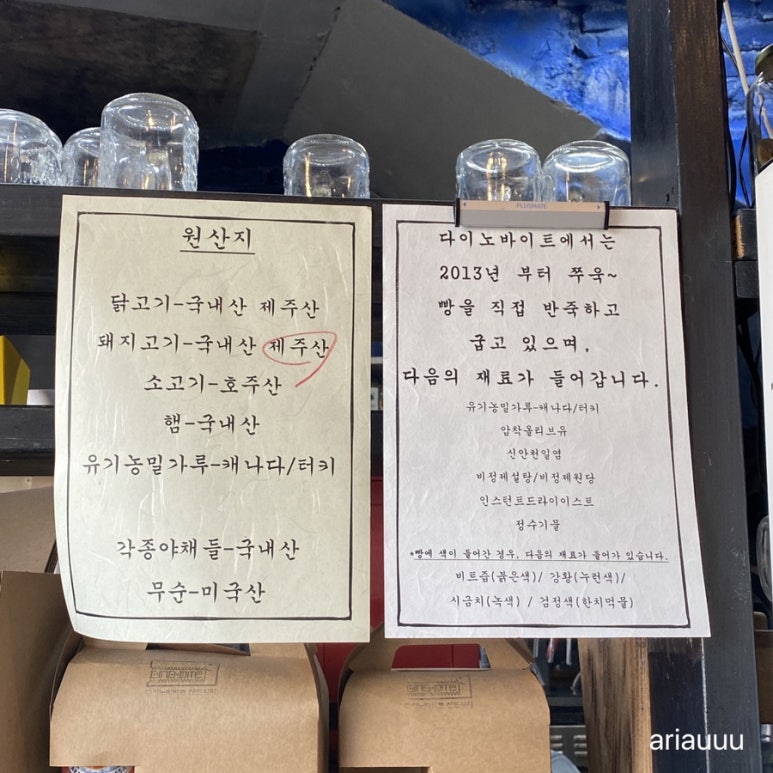 원산지
닭고기-국내산 제주산
돼지고기-국내산 제주산
소고기-호주산
햄-국내산
유기농밀가루-캐나다/터키
각종야채들-국내산
무순-미국산
PLUSMATE
다이노바이트에서는
2013년 부터 쭈욱~
빵을 직접 반죽하고
굽고 있으며,
다음의 재료가 들어갑니다.
유기농밀가루-캐나다/터키
압착올리브유
신안천일염
비정제설탕/비정제원당
인스턴트드라이이스트
정수기물
*빵에 색이 들어간 경우, 다음의 재료가 들어가 있습니다.
비트즙(붉은색)/ 강황(누런색)/
시금치(녹색) / 검정색(한치먹물)
ariauuu